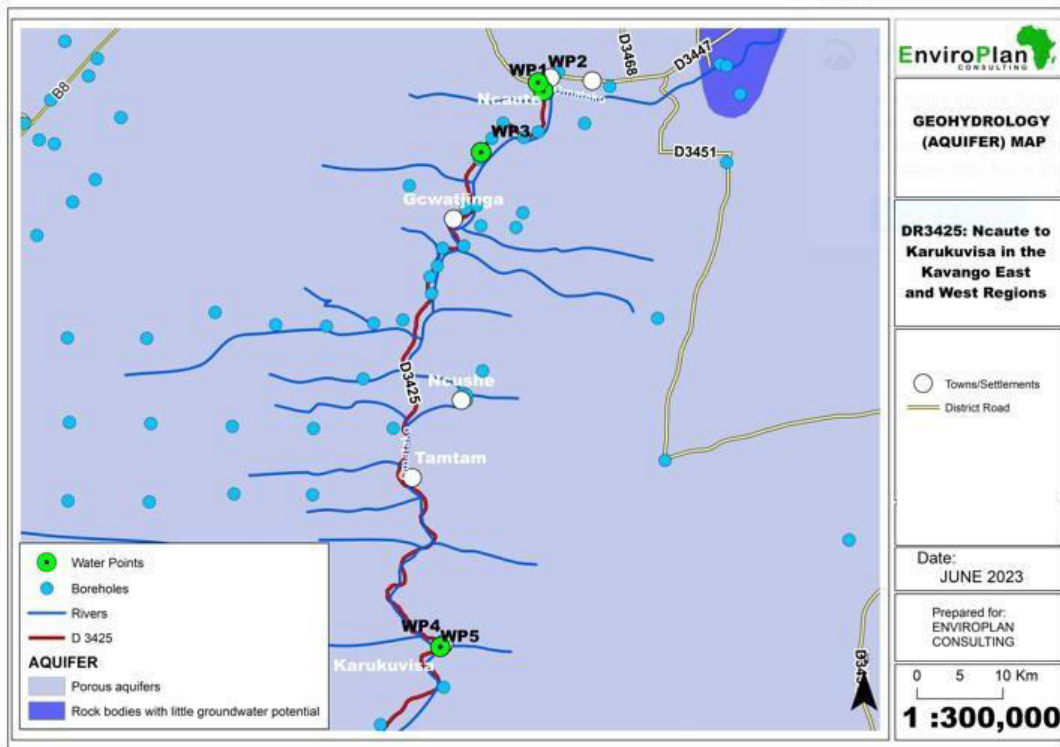 B8
D3468
D3447
WP1
WP2
Ncaute
Omatako
WP3
D3451
Gcwatjinga
D3425
Ncushe
Tamtam
WP4
WP5
Karukuvisa
Water Points
Boreholes
Rivers
D 3425
AQUIFER
Porous aquifers
Rock bodies with little groundwater potential
EnviroPlan
CONSULTING
GEOHYDROLOGY
(AQUIFER) MAP
DR3425: Ncaute to
Karukuvisa in the
Kavango East
and West Regions
Towns/Settlements
District Road
Date:
JUNE 2023
Prepared for:
ENVIROPLAN
CONSULTING
0 5 10 Km
1 :300,000